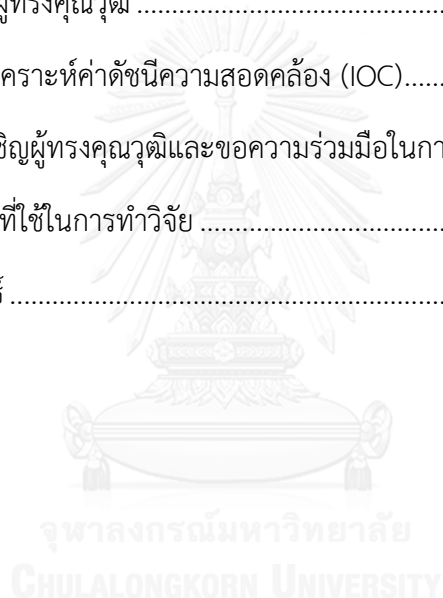 ผู้ทรงคุณวุฒิ ..........................................
คราะห์ค่าดัชนีความสอดคล้อง (IOC)......
ชิญผู้ทรงคุณวุฒิและขอความร่วมมือในกา
ที่ใช้ในการทำวิจัย ...................................
์ ..............................................................
จุฬาลงกรณ์มหาวิทยาลัย
CHULALONGKORN UNIVERSITY